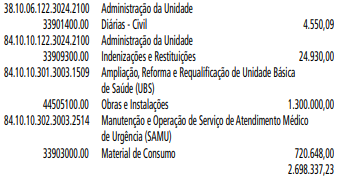 38.10.06.122.3024.2100 Administração da Unidade
33901400.00 Diárias - Civil 4.550,09
84.10.10.122.3024.2100 Administração da Unidade
33909300.00 Indenizações e Restituições 24.930,00
84.10.10.301.3003.1509 Ampliação, Reforma e Requalificação de Unidade Básica
de Saúde (UBS)
44505100.00 Obras e Instalações 1.300.000,00
84.10.10.302.3003.2514 Manutenção e Operação de Serviço de Atendimento Médico
de Urgência (SAMU)
33903000.00 Material de Consumo 720.648,00
2.698.337,23